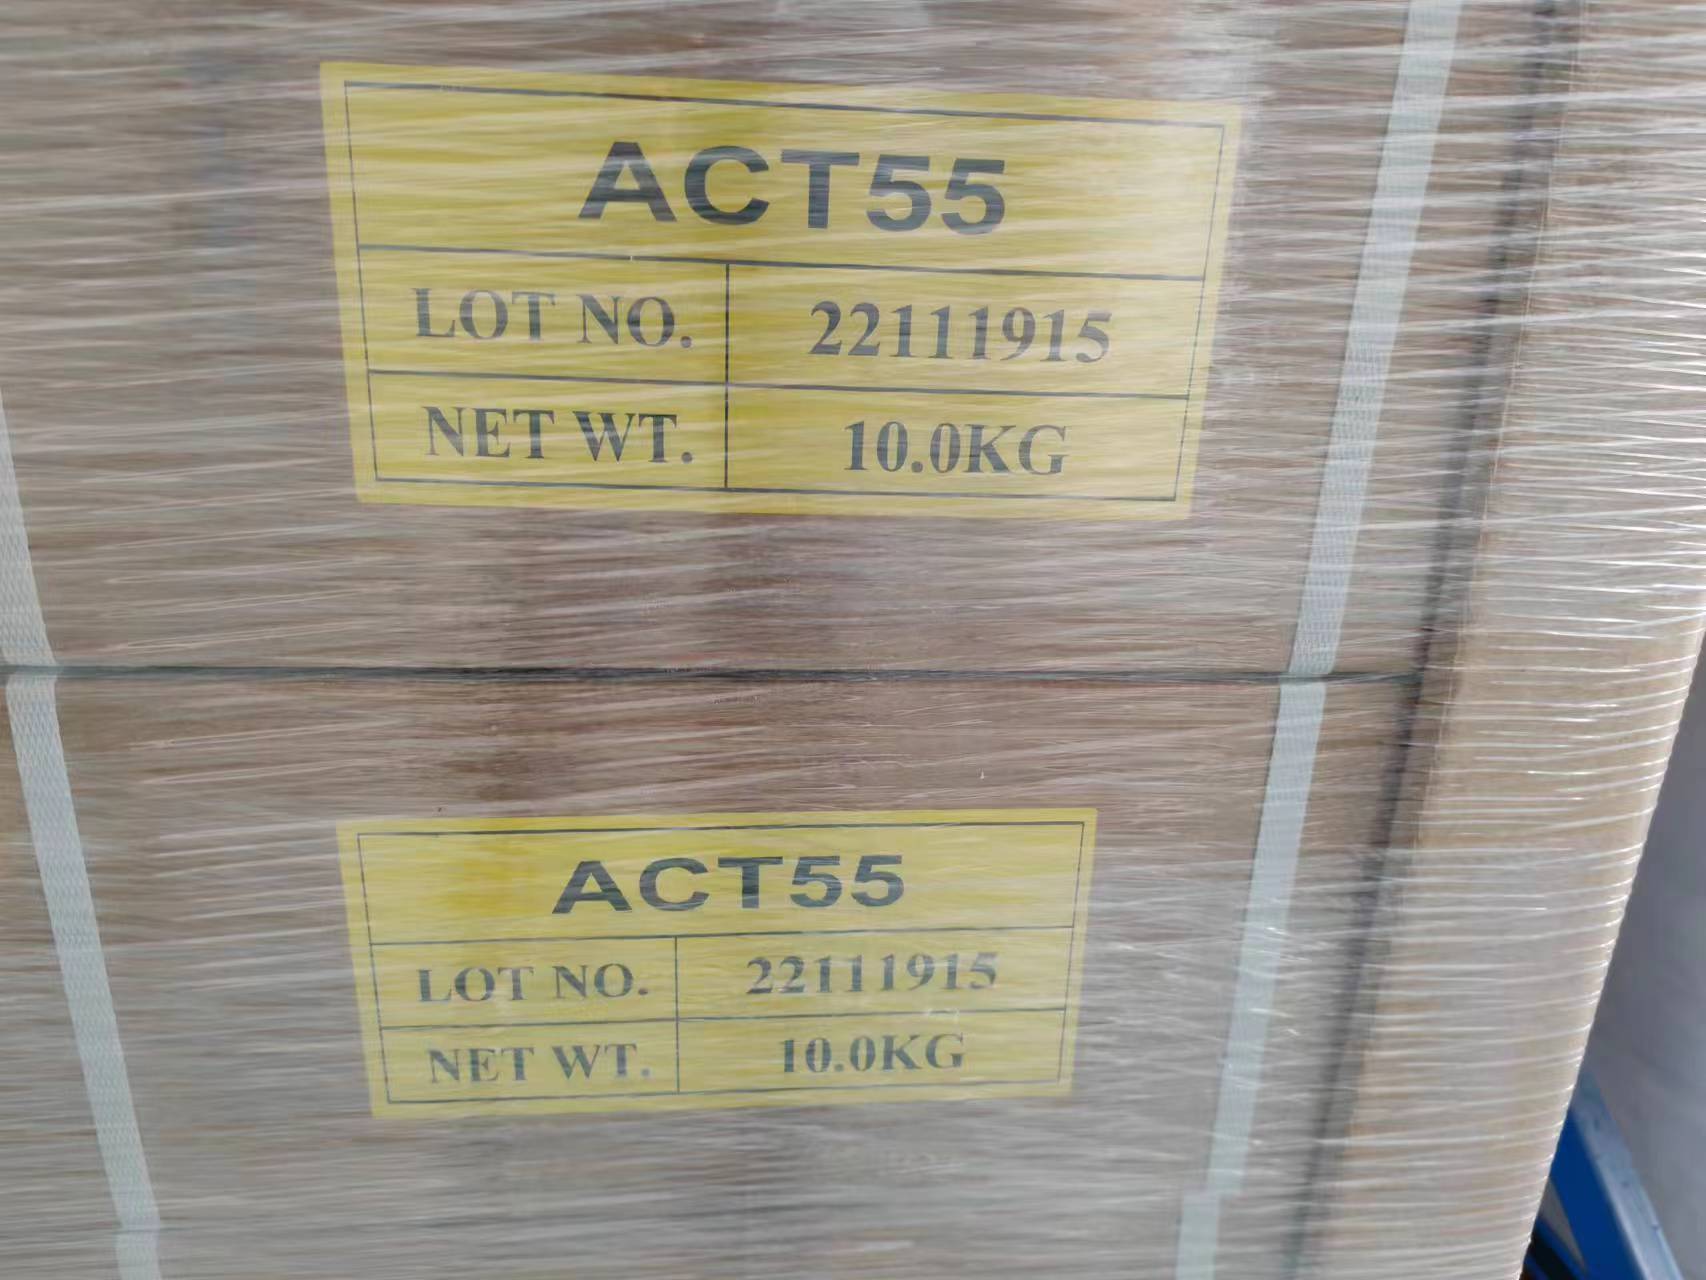 ACT55
LOT NO. 22111915
NET WT. 10.0KG
ACT55
LOT NO. 22111915
NET WT. 10.0KG